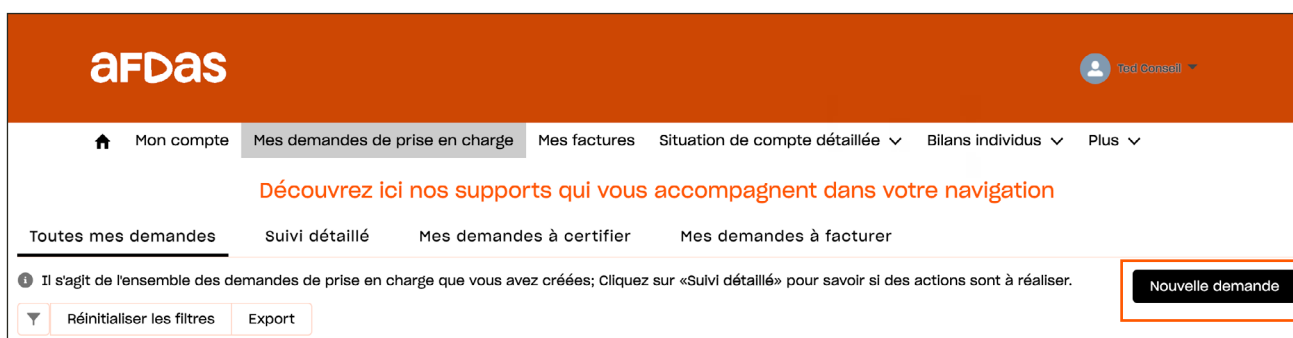 aFDas
Ted Conseil
Mon compte Mes demandes de prise en charge Mes factures Situation de compte détaillée Bilans individus Plus
Découvrez ici nos supports qui vous accompagnent dans votre navigation
Toutes mes demandes Suivi détaillé Mes demandes à certifier Mes demandes à facturer
Il s'agit de l'ensemble des demandes de prise en charge que vous avez créées; Cliquez sur «Suivi détaillé» pour savoir si des actions sont à réaliser.
Nouvelle demande
Réinitialiser les filtres Export